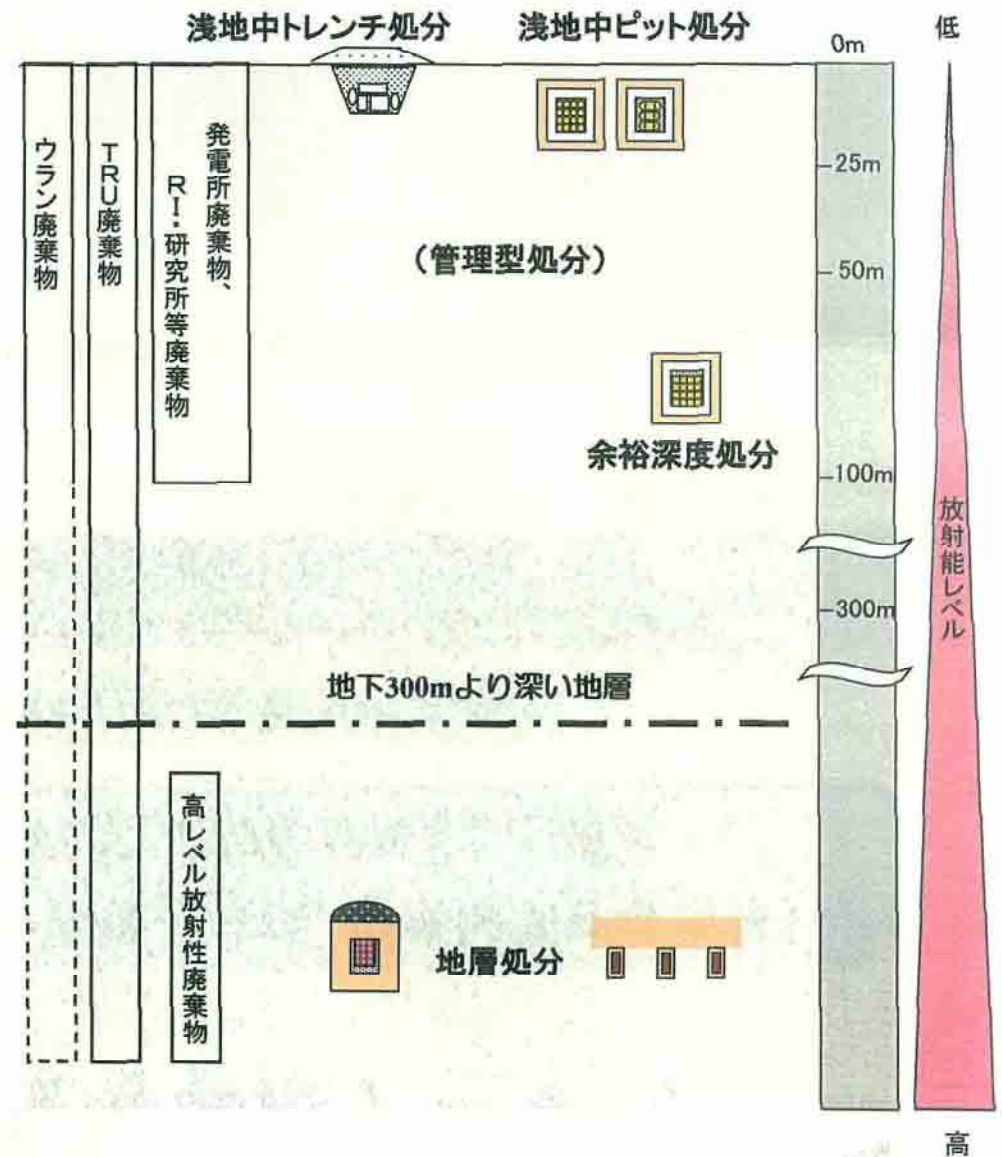 浅地中トレンチ処分
浅地中ピット処分
0m
低
ウラン廃棄物
TRU廃棄物
発電所廃棄物、
RI・研究所等廃棄物
25m
(管理型処分)
50m
余裕深度処分
100m
放射能レベル
300m
地下300mより深い地層
高レベル放射性廃棄物
地層処分
高